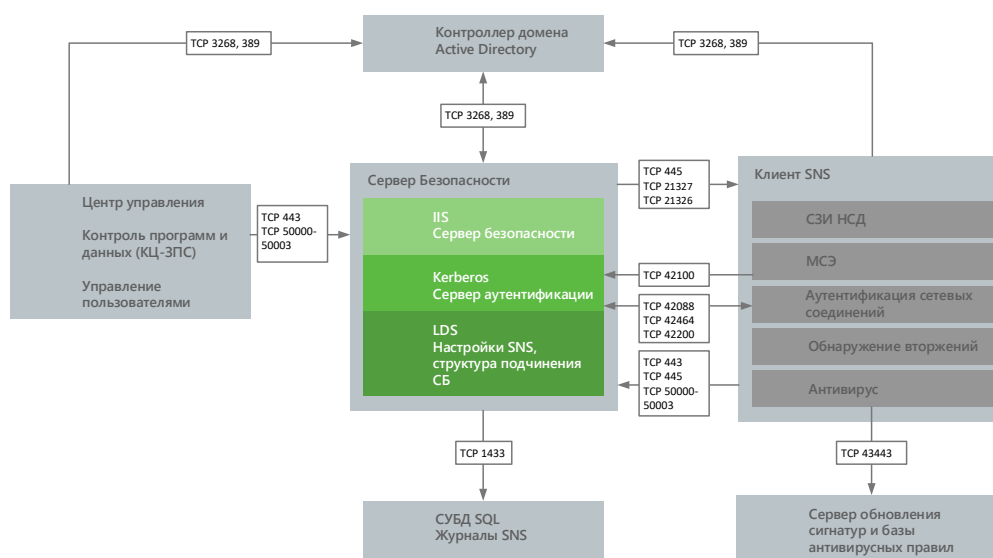 TCP 3268, 389
Контроллер домена
Active Directory
TCP 3268, 389
TCP 3268, 389
Центр управления
Контроль программ и
данных (КЦ-ЗПС)
Управление
пользователями
TCP 443
TCP 50000-
50003
Сервер Безопасности
IIS
Сервер безопасности
Kerberos
Сервер аутентификации
LDS
Настройки SNS,
структура подчинения
СБ
TCP 445
TCP 21327
TCP 21326
TCP 42100
TCP 42088
TCP 42464
TCP 42200
TCP 443
TCP 445
TCP 50000-
50003
Клиент SNS
СЗИ НСД
МСЭ
Аутентификация сетевых
соединений
Обнаружение вторжений
Антивирус
TCP 1433
TCP 43443
СУБД SQL
Журналы SNS
Сервер обновления
сигнатур и базы
антивирусных правил